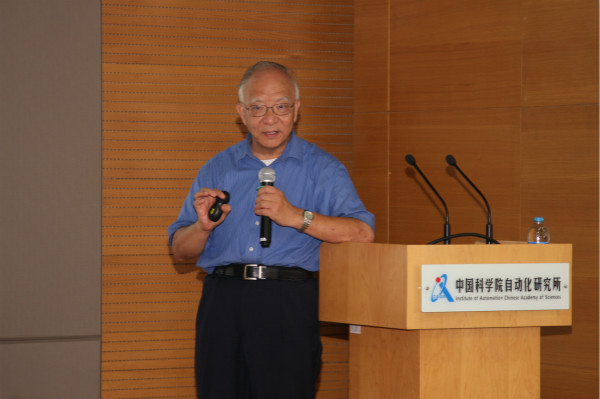 中国科学院自动化研究所
Institute of Automation Chinese Academy of Sciences